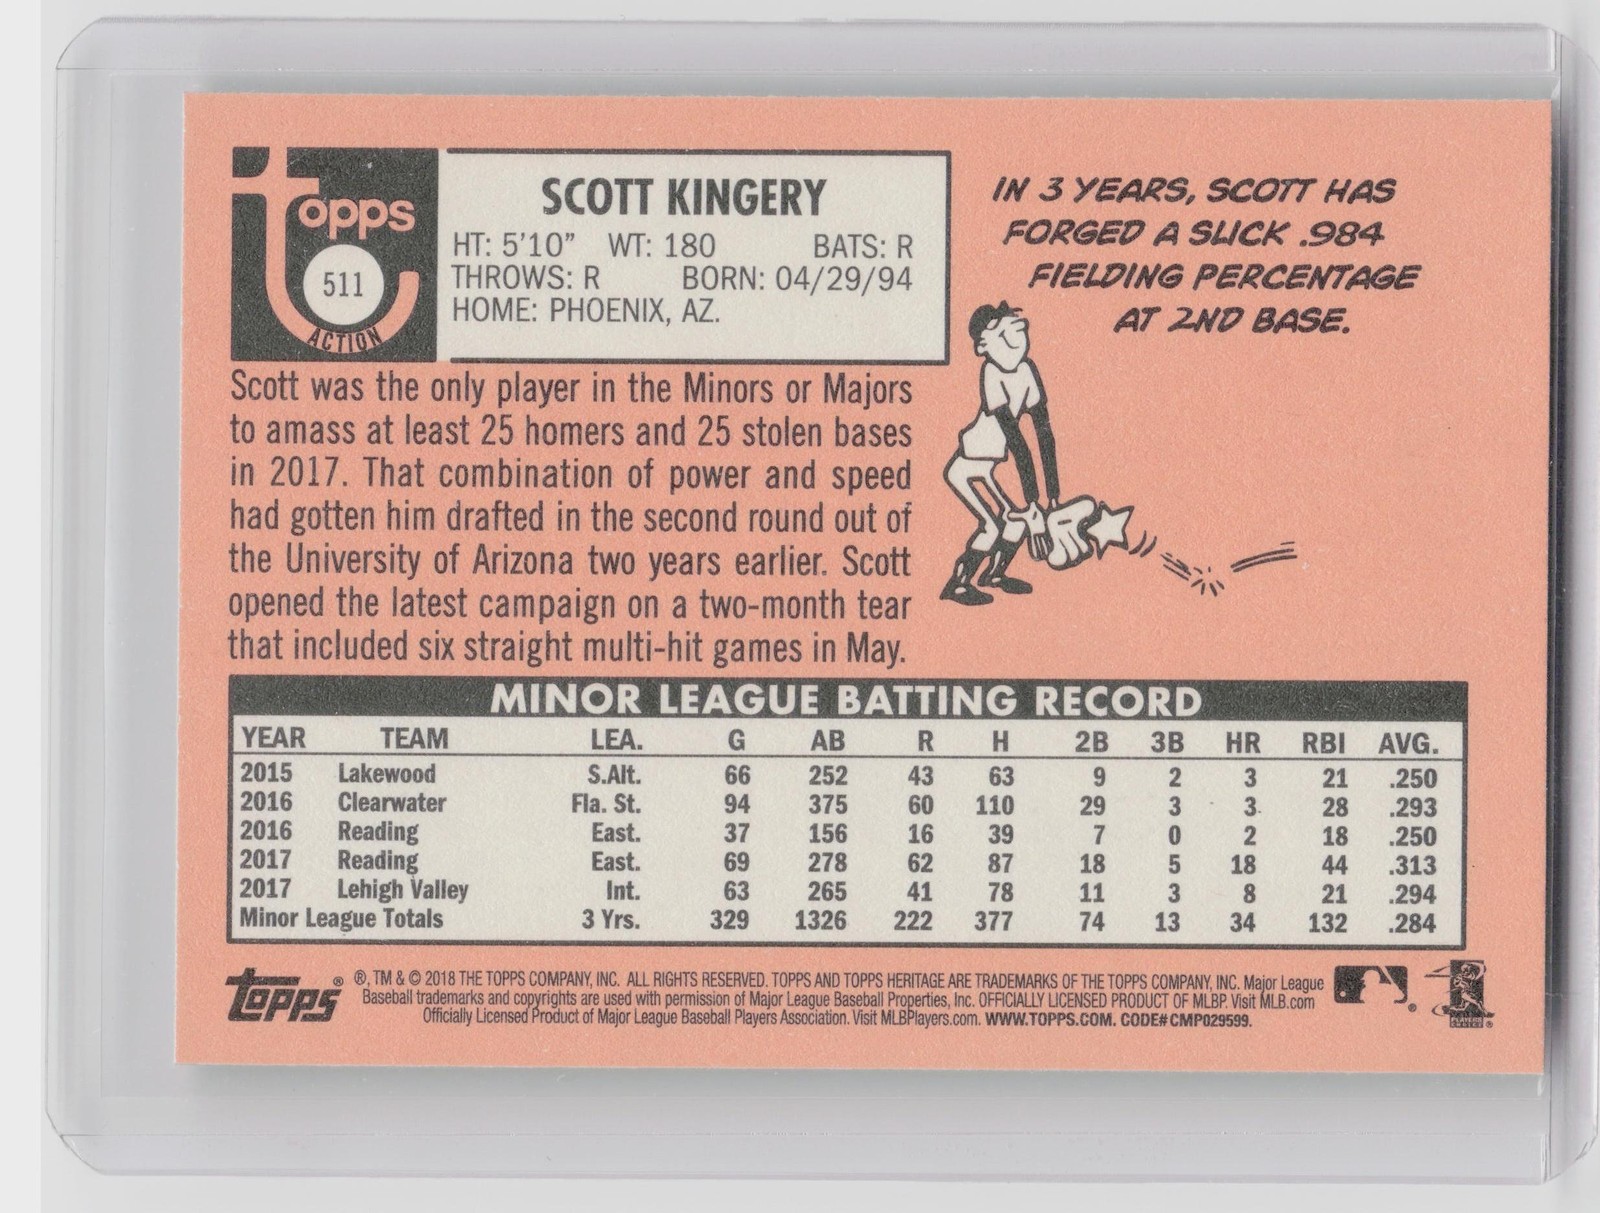 topps
511
ACTION
SCOTT KINGERY
HT: 5'10" WT: 180 BATS: R
THROWS: R BORN: 04/29/94
HOME: PHOENIX, AZ.
IN 3 YEARS, SCOTT HAS
FORGED A SLICK .984
FIELDING PERCENTAGE
AT 2ND BASE.
Scott was the only player in the Minors or Majors
to amass at least 25 homers and 25 stolen bases
in 2017. That combination of power and speed
had gotten him drafted in the second round out of
the University of Arizona two years earlier. Scott
opened the latest campaign on a two-month tear
that included six straight multi-hit games in May.
MINOR LEAGUE BATTING RECORD
YEAR TEAM LEA. G AB R H 2B 3B HR RBI AVG.
2015 Lakewood S.Alt. 66 252 43 63 9 2 3 21 .250
2016 Clearwater Fla. St. 94 375 60 110 29 3 3 28 .293
2016 Reading East. 37 156 16 39 7 0 2 18 .250
2017 Reading East. 69 278 62 87 18 5 18 44 .313
2017 Lehigh Valley Int. 63 265 41 78 11 3 8 21 .294
Minor League Totals 3 Yrs. 329 1326 222 377 74 13 34 132 .284
topps® ®, TM & © 2018 THE TOPPS COMPANY, INC. ALL RIGHTS RESERVED. TOPPS AND TOPPS HERITAGE ARE TRADEMARKS OF THE TOPPS COMPANY, INC. Major League
Baseball trademarks and copyrights are used with permission of Major League Baseball Properties, Inc. OFFICIALLY LICENSED PRODUCT OF MLBP. Visit MLB.com
Officially Licensed Product of Major League Baseball Players Association. Visit MLBPlayers.com. WWW.TOPPS.COM. CODE# CMP029599.